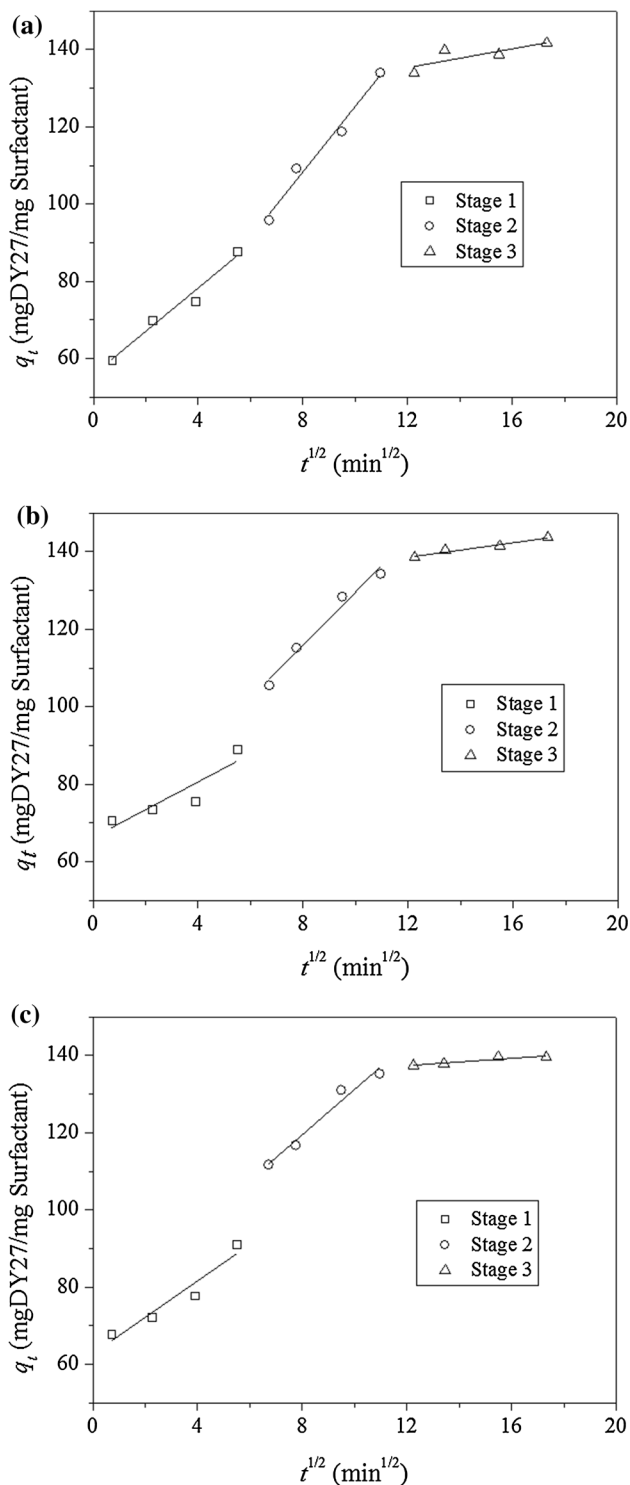 (a)
140
120
100
80
60
qt (mgDY27/mg Surfactant)
Stage 1
Stage 2
Stage 3
0 4 8 12 16 20
t^1/2 (min^1/2)
(b)
140
120
100
80
60
qt (mgDY27/mg Surfactant)
Stage 1
Stage 2
Stage 3
0 4 8 12 16 20
t^1/2 (min^1/2)
(c)
140
120
100
80
60
qt (mgDY27/mg Surfactant)
Stage 1
Stage 2
Stage 3
0 4 8 12 16 20
t^1/2 (min^1/2)